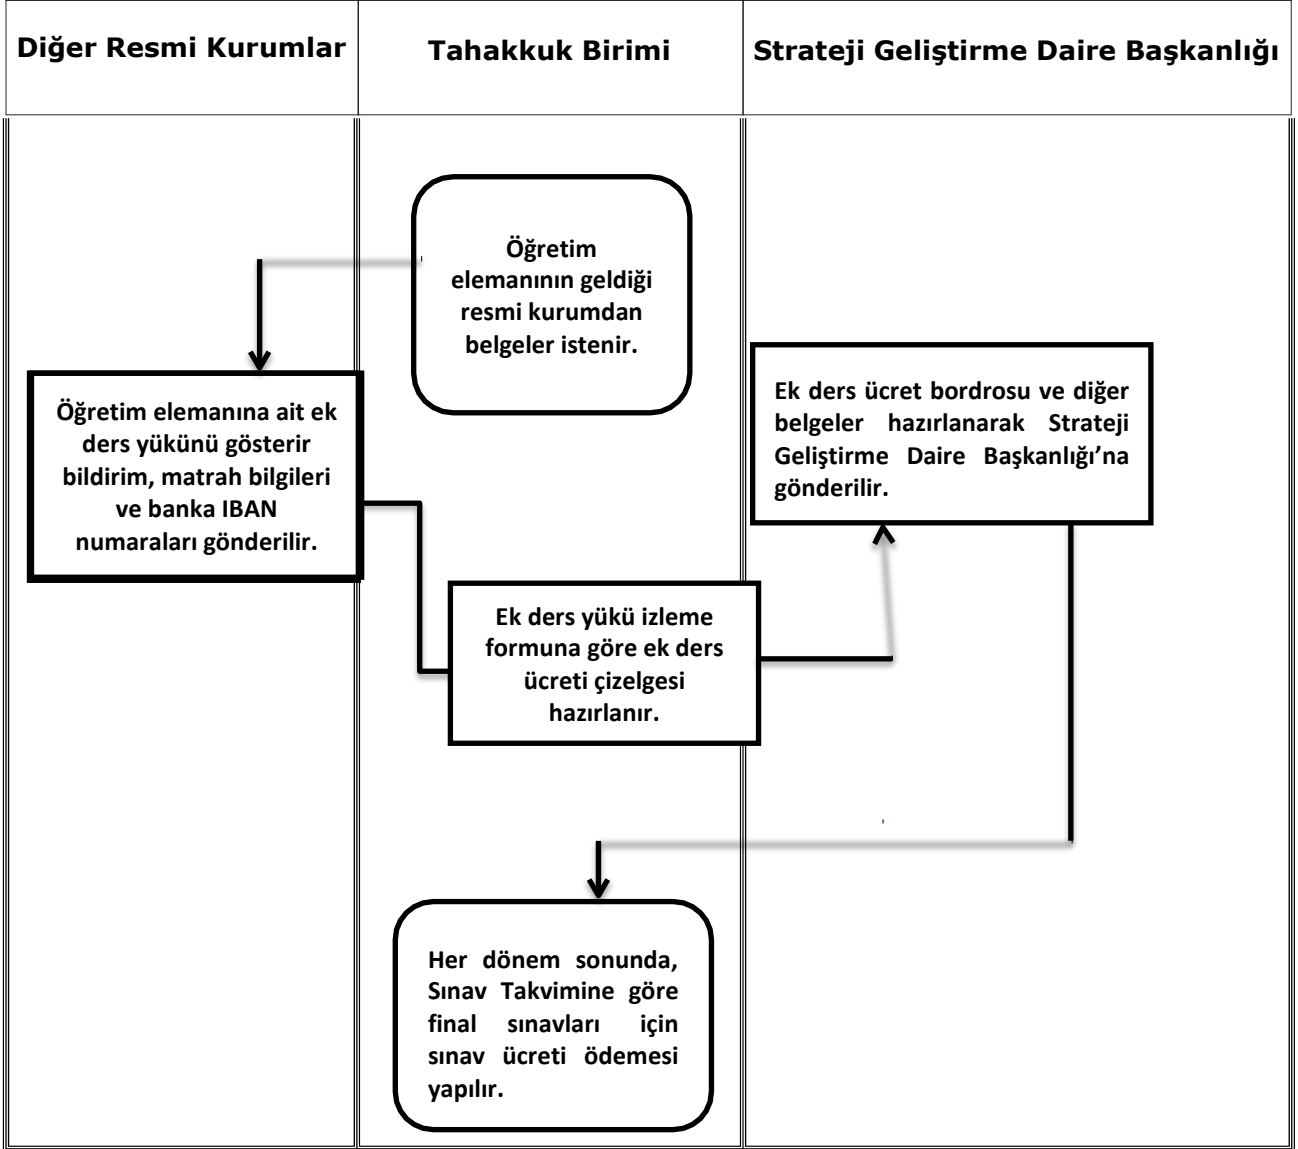 Diğer Resmi Kurumlar
Tahakkuk Birimi
Strateji Geliştirme Daire Başkanlığı
Öğretim
elemanının geldiği
resmi kurumdan
belgeler istenir.
Öğretim elemanına ait ek
ders yükünü gösterir
bildirim, matrah bilgileri
ve banka IBAN
numaraları gönderilir.
Ek ders yükü izleme
formuna göre ek ders
ücreti çizelgesi
hazırlanır.
Ek ders ücret bordrosu ve diğer
belgeler hazırlanarak Strateji
Geliştirme Daire Başkanlığı’na
gönderilir.
Her dönem sonunda,
Sınav Takvimine göre
final sınavları için
sınav ücreti ödemesi
yapılır.